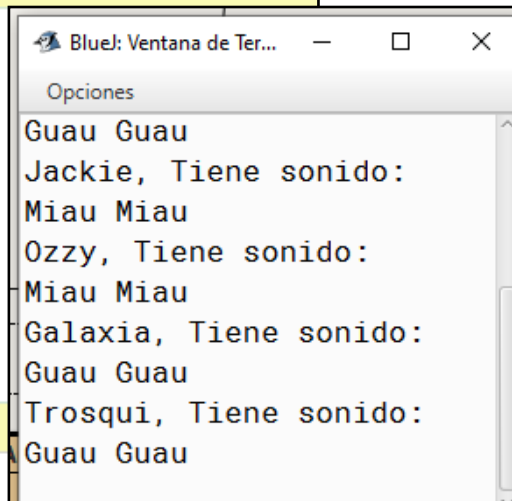 BlueJ: Ventana de Ter...
Opciones
Guau Guau
Jackie, Tiene sonido:
Miau Miau
Ozzy, Tiene sonido:
Miau Miau
Galaxia, Tiene sonido:
Guau Guau
Trosqui, Tiene sonido:
Guau Guau